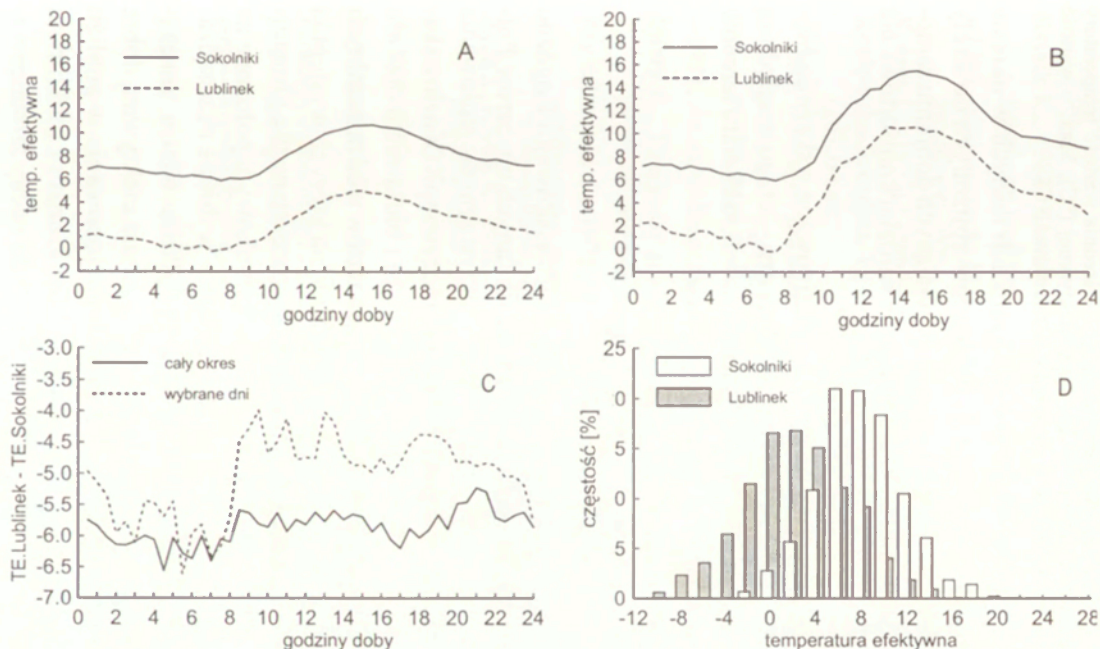 A
Sokolniki
Lublinek
temp. efektywna
20
18
16
14
12
10
8
6
4
2
0
-2
0 2 4 6 8 10 12 14 16 18 20 22 24
godziny doby
B
Sokolniki
Lublinek
temp. efektywna
20
18
16
14
12
10
8
6
4
2
0
-2
0 2 4 6 8 10 12 14 16 18 20 22 24
godziny doby
C
cały okres
wybrane dni
TE.Lublinek - TE.Sokolniki
-3.0
-3.5
-4.0
-4.5
-5.0
-5.5
-6.0
-6.5
-7.0
0 2 4 6 8 10 12 14 16 18 20 22 24
godziny doby
D
Sokolniki
Lublinek
częstość [%]
25
0
5
0
5
0
-12 -8 -4 0 4 8 12 16 20 24 28
temperatura efektywna